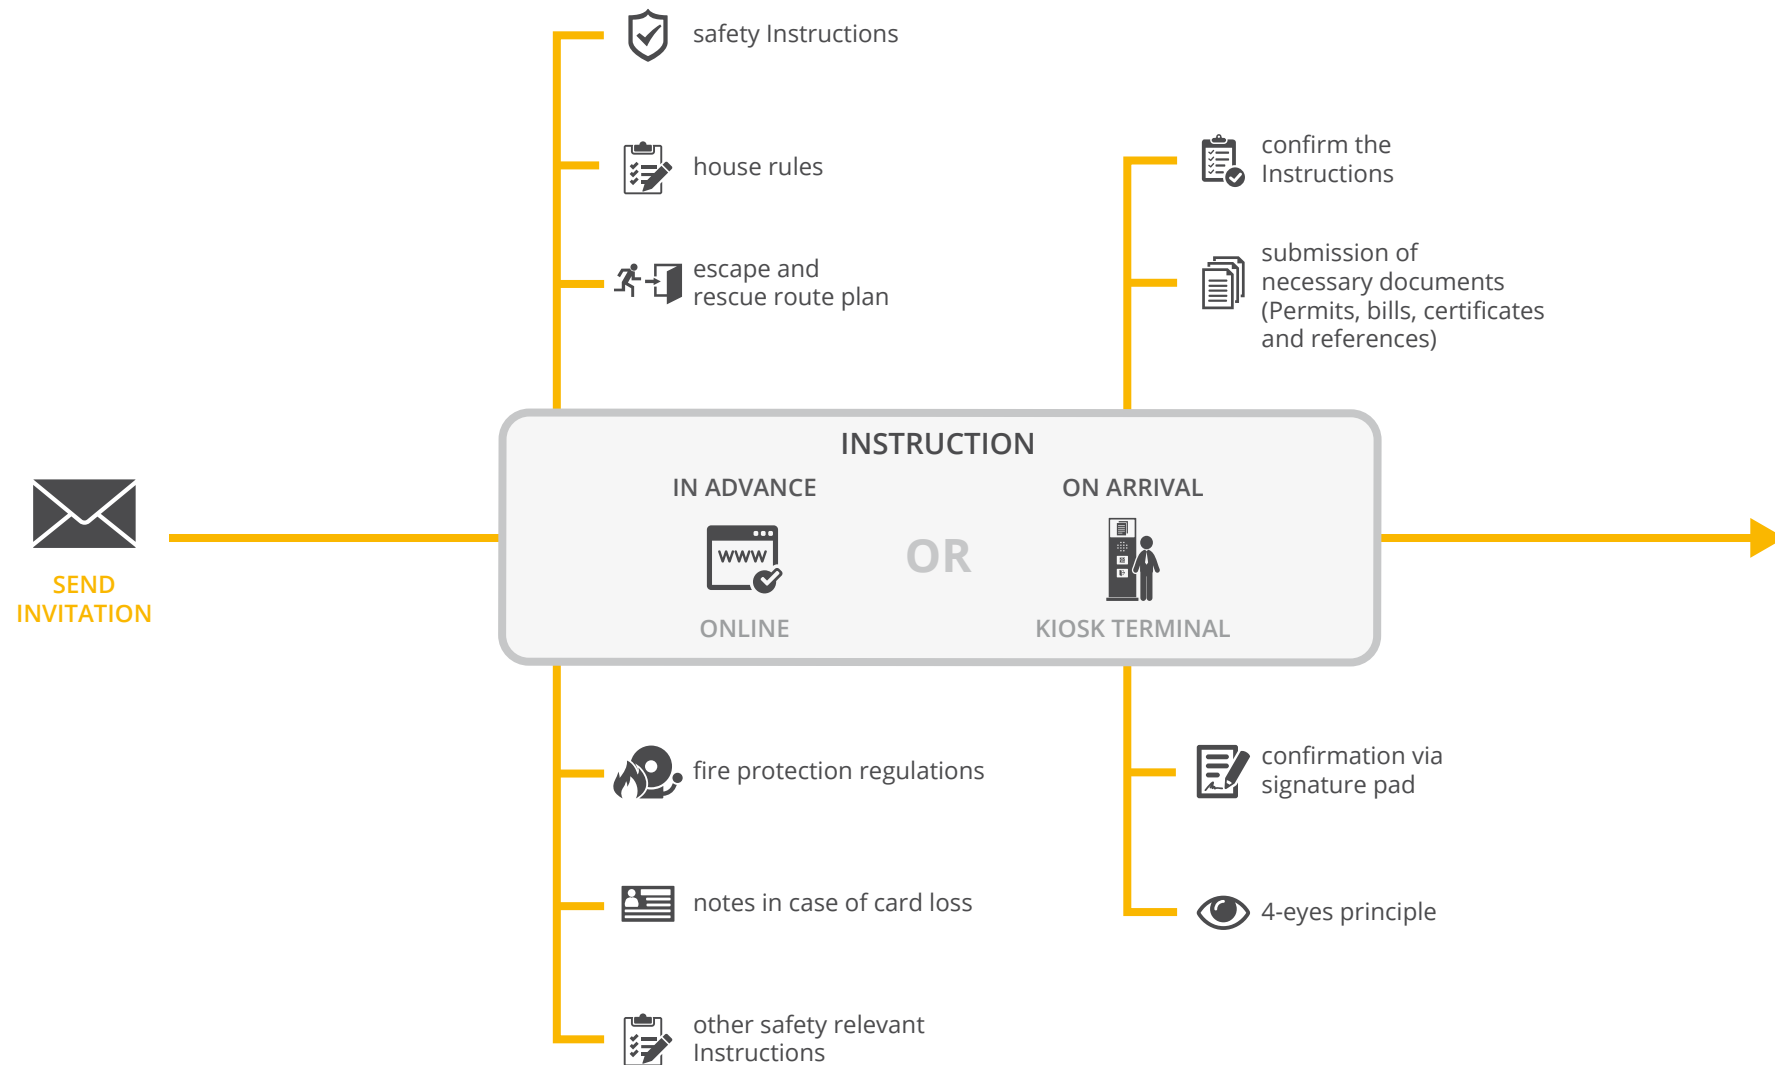 safety Instructions
house rules
escape and
rescue route plan
confirm the
Instructions
submission of
necessary documents
(Permits, bills, certificates
and references)
SEND
INVITATION
INSTRUCTION
IN ADVANCE
www
ONLINE
OR
ON ARRIVAL
KIOSK TERMINAL
fire protection regulations
notes in case of card loss
other safety relevant
Instructions
confirmation via
signature pad
4-eyes principle